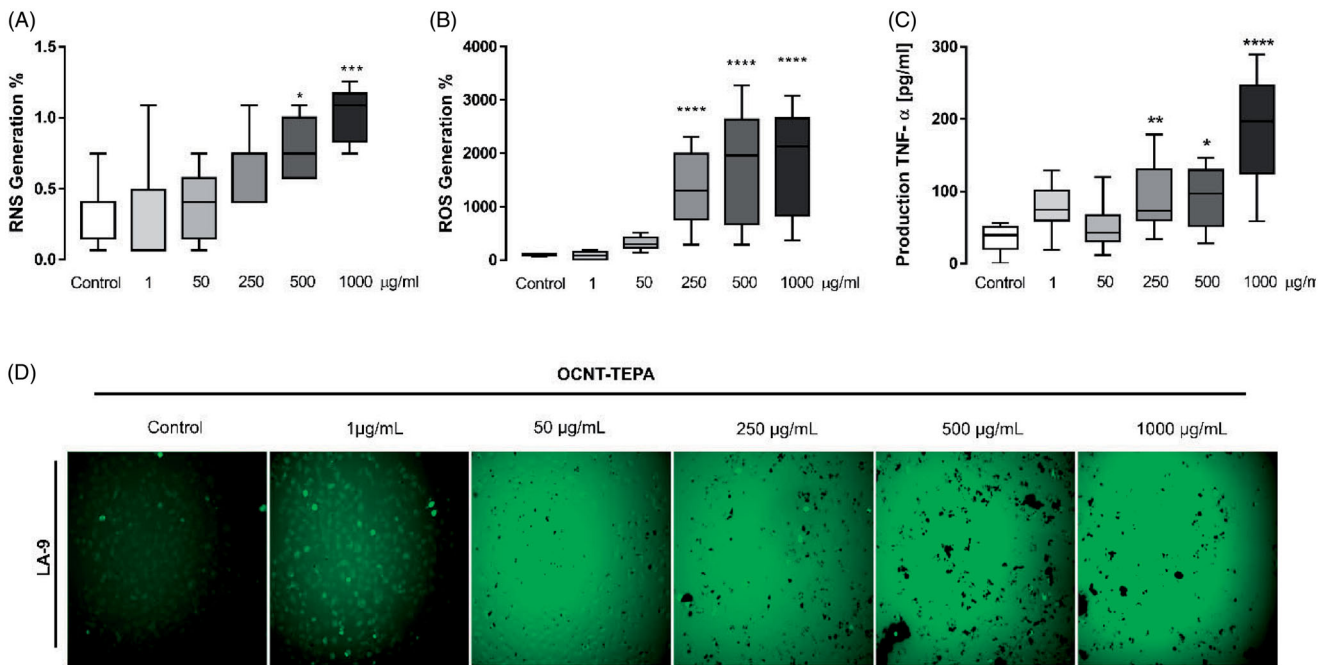 (A)
RNS Generation %
1.5
1.0
0.5
0.0
***
*
Control 1 50 250 500 1000 µg/ml
(B)
ROS Generation %
4000
3000
2000
1000
0
**** **** ****
Control 1 50 250 500 1000 µg/ml
(C)
Production TNF- α [pg/ml]
300
200
100
0
****
** *
Control 1 50 250 500 1000 µg/m
(D)
OCNT-TEPA
Control 1µg/mL 50 µg/mL 250 µg/mL 500 µg/mL 1000 µg/mL
LA-9